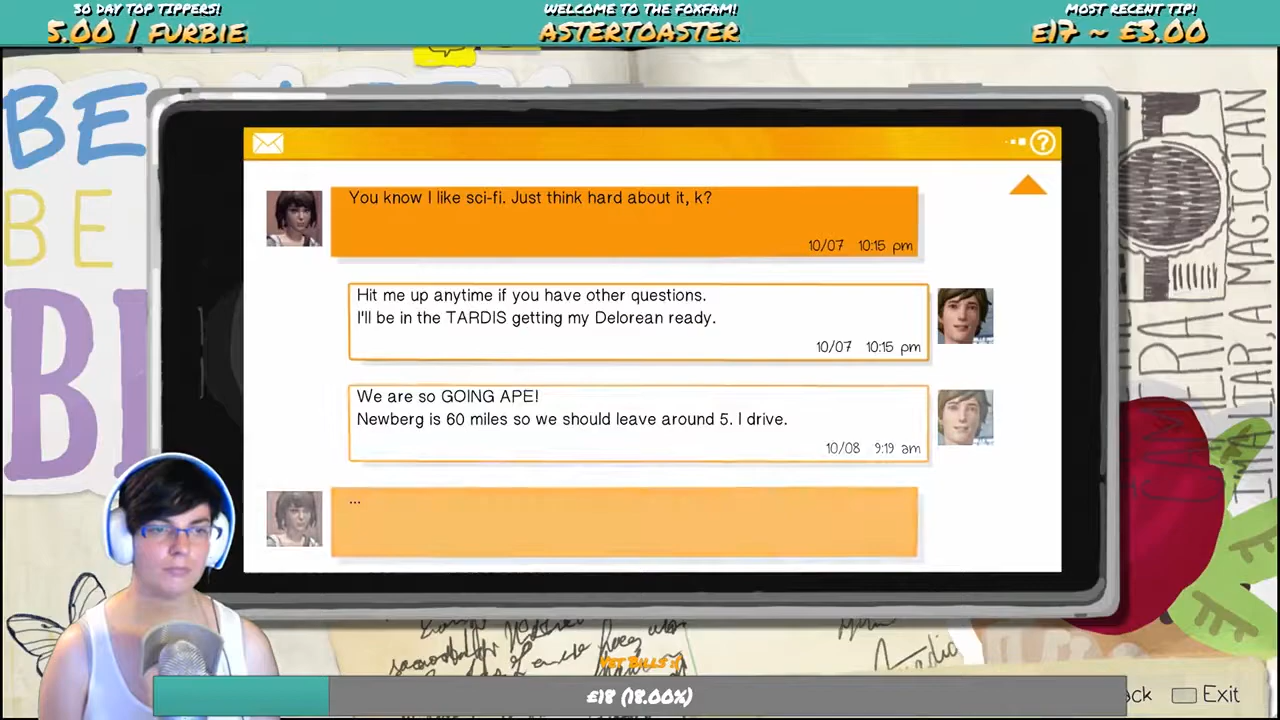 30 DAY TOP TIPPERS!
5.00 | FURBIE
WELCOME TO THE FOXFAM!
ASTERTOASTER
MOST RECENT TIP!
E17 ~ £3.00
BE
BE
You know I like sci-fi. Just think hard about it, k?
10/07 10:15 pm
Hit me up anytime if you have other questions.
I'll be in the TARDIS getting my Delorean ready.
10/07 10:15 pm
We are so GOING APE!
Newberg is 60 miles so we should leave around 5. I drive.
10/08 9:19 am
...
CAMERA
LIAR, A MAGICIAN
VET BILLS :(
£18 (18.00%)
Exit